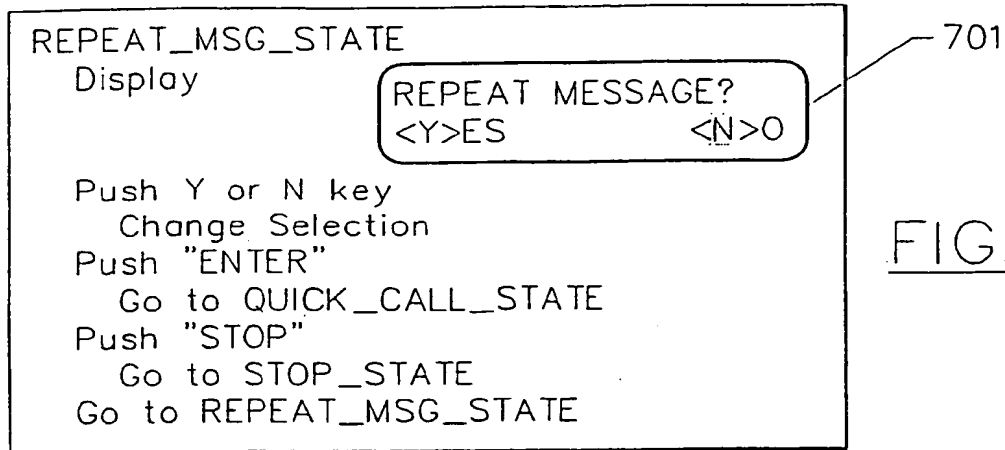 REPEAT_MSG_STATE
701
Display
REPEAT MESSAGE?
<Y>ES <N>O
Push Y or N key
Change Selection
Push "ENTER"
Go to QUICK_CALL_STATE
Push "STOP"
Go to STOP_STATE
Go to REPEAT_MSG_STATE
FIG.